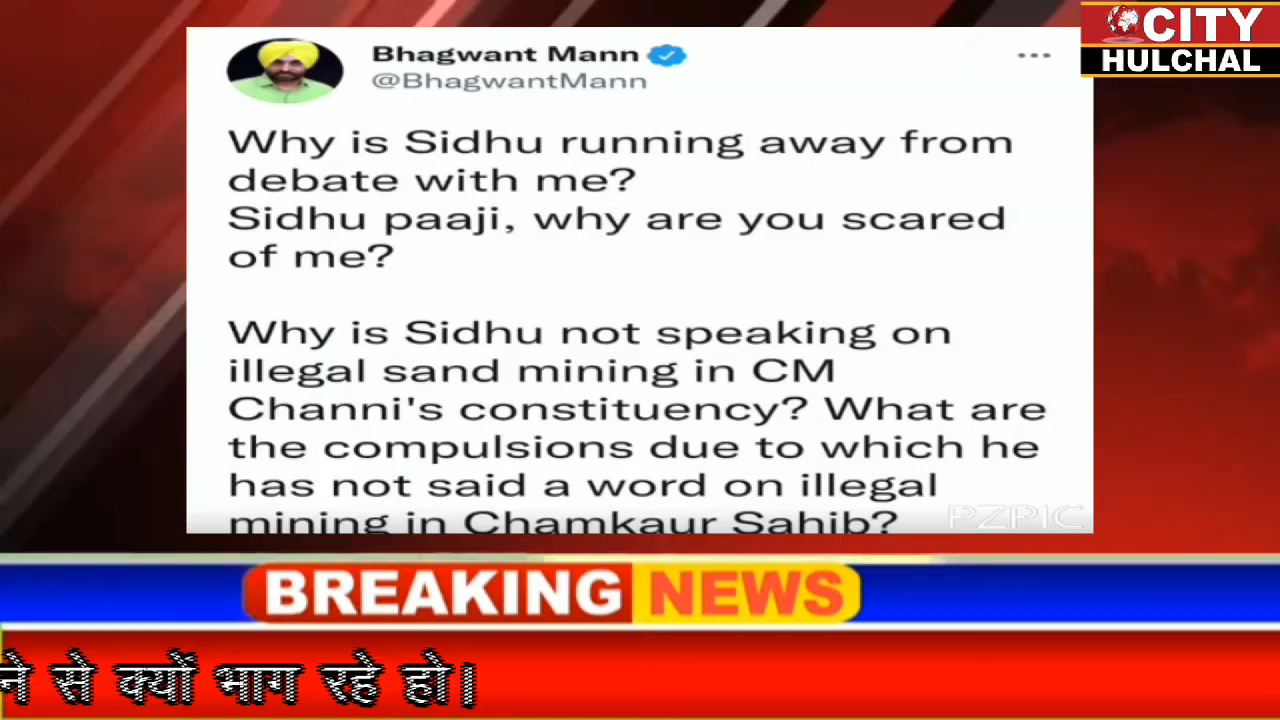 CITY
HULCHAL
Bhagwant Mann
@BhagwantMann
Why is Sidhu running away from
debate with me?
Sidhu paaji, why are you scared
of me?
Why is Sidhu not speaking on
illegal sand mining in CM
Channi's constituency? What are
the compulsions due to which he
has not said a word on illegal
mining in Chamkaur Sahib?
PZPIC
BREAKING NEWS
ने से क्यों भाग रहे हो।